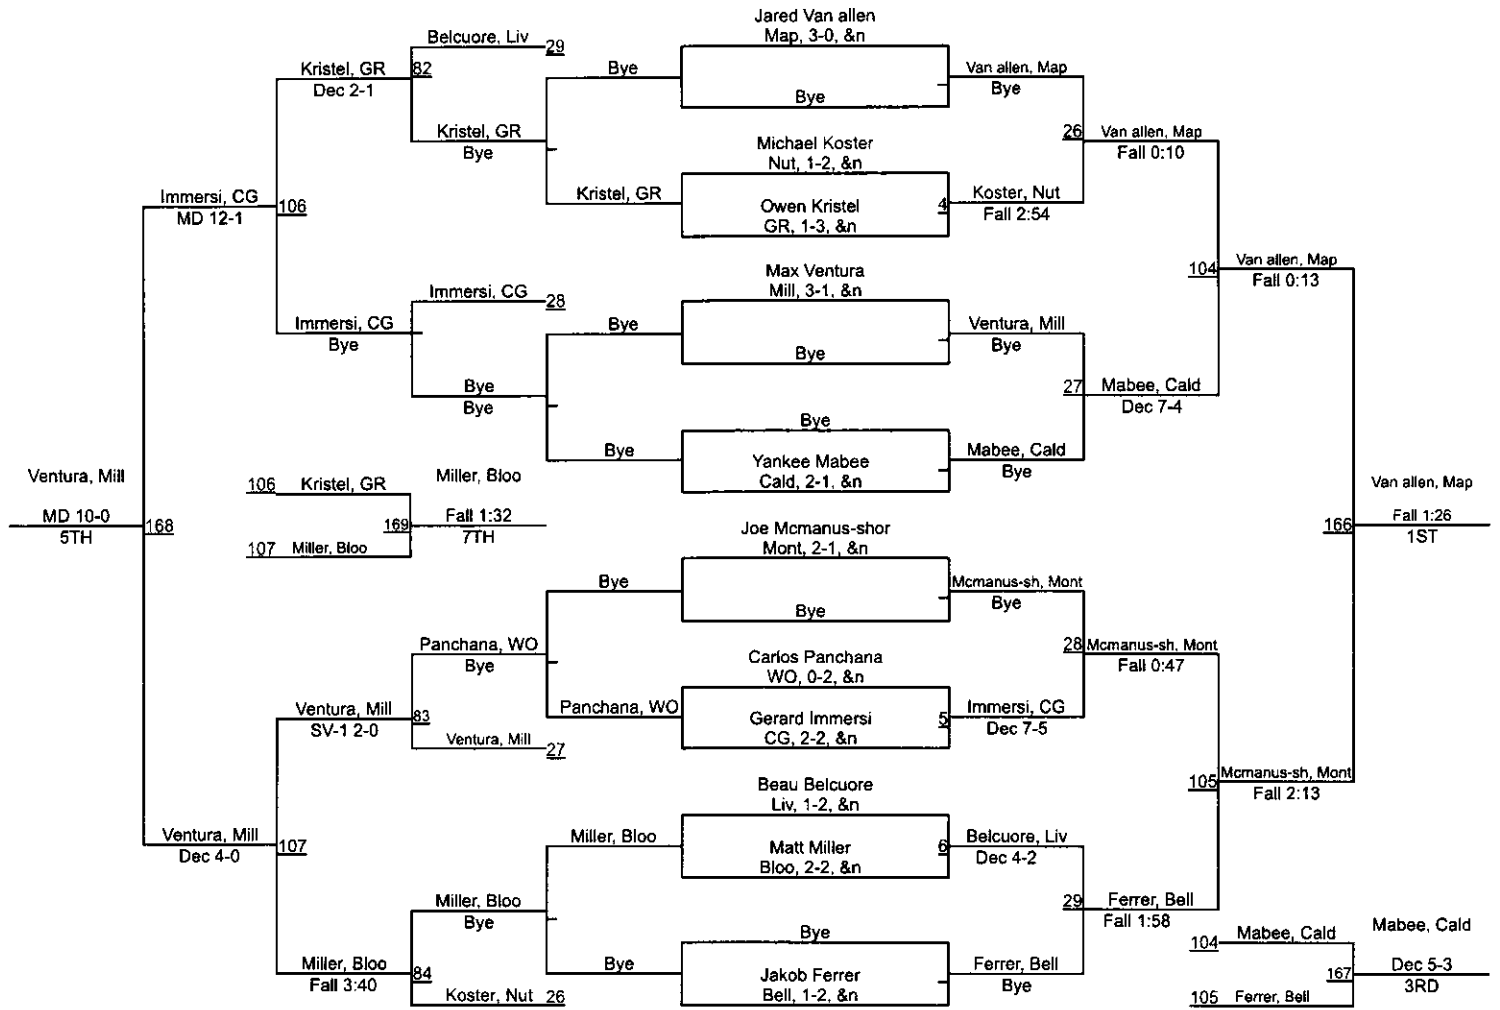 Jared Van allen
Map, 3-0, &n
Belcuore, Liv
29
Kristel, GR
82
Dec 2-1
Bye
Bye
Van allen, Map
Bye
Kristel, GR
Bye
26
Van allen, Map
Fall 0:10
Michael Koster
Nut, 1-2, &n
Kristel, GR
Owen Kristel
GR, 1-3, &n
4
Koster, Nut
Fall 2:54
Immersi, CG
MD 12-1
106
104
Van allen, Map
Fall 0:13
Max Ventura
Mill, 3-1, &n
Immersi, CG
28
Immersi, CG
Bye
Bye
Bye
Ventura, Mill
Bye
Bye
Bye
27
Mabee, Cald
Dec 7-4
Bye
Bye
Yankee Mabee
Cald, 2-1, &n
Mabee, Cald
Bye
Ventura, Mill
MD 10-0
5TH
168
106
Kristel, GR
Miller, Bloo
169
Fall 1:32
7TH
107
Miller, Bloo
Van allen, Map
166
Fall 1:26
1ST
Joe Mcmanus-shor
Mont, 2-1, &n
Bye
Bye
Mcmanus-sh, Mont
Bye
Panchana, WO
Bye
28
Mcmanus-sh, Mont
Fall 0:47
Carlos Panchana
WO, 0-2, &n
Panchana, WO
Gerard Immersi
CG, 2-2, &n
5
Immersi, CG
Dec 7-5
Ventura, Mill
SV-1 2-0
83
Ventura, Mill
27
105
Mcmanus-sh, Mont
Fall 2:13
Beau Belcuore
Liv, 1-2, &n
Ventura, Mill
Dec 4-0
107
Miller, Bloo
Matt Miller
Bloo, 2-2, &n
6
Belcuore, Liv
Dec 4-2
Miller, Bloo
Bye
29
Ferrer, Bell
Fall 1:58
Bye
Miller, Bloo
Fall 3:40
84
Bye
Jakob Ferrer
Bell, 1-2, &n
Ferrer, Bell
Bye
Koster, Nut
26
104
Mabee, Cald
Mabee, Cald
167
Dec 5-3
3RD
105
Ferrer, Bell